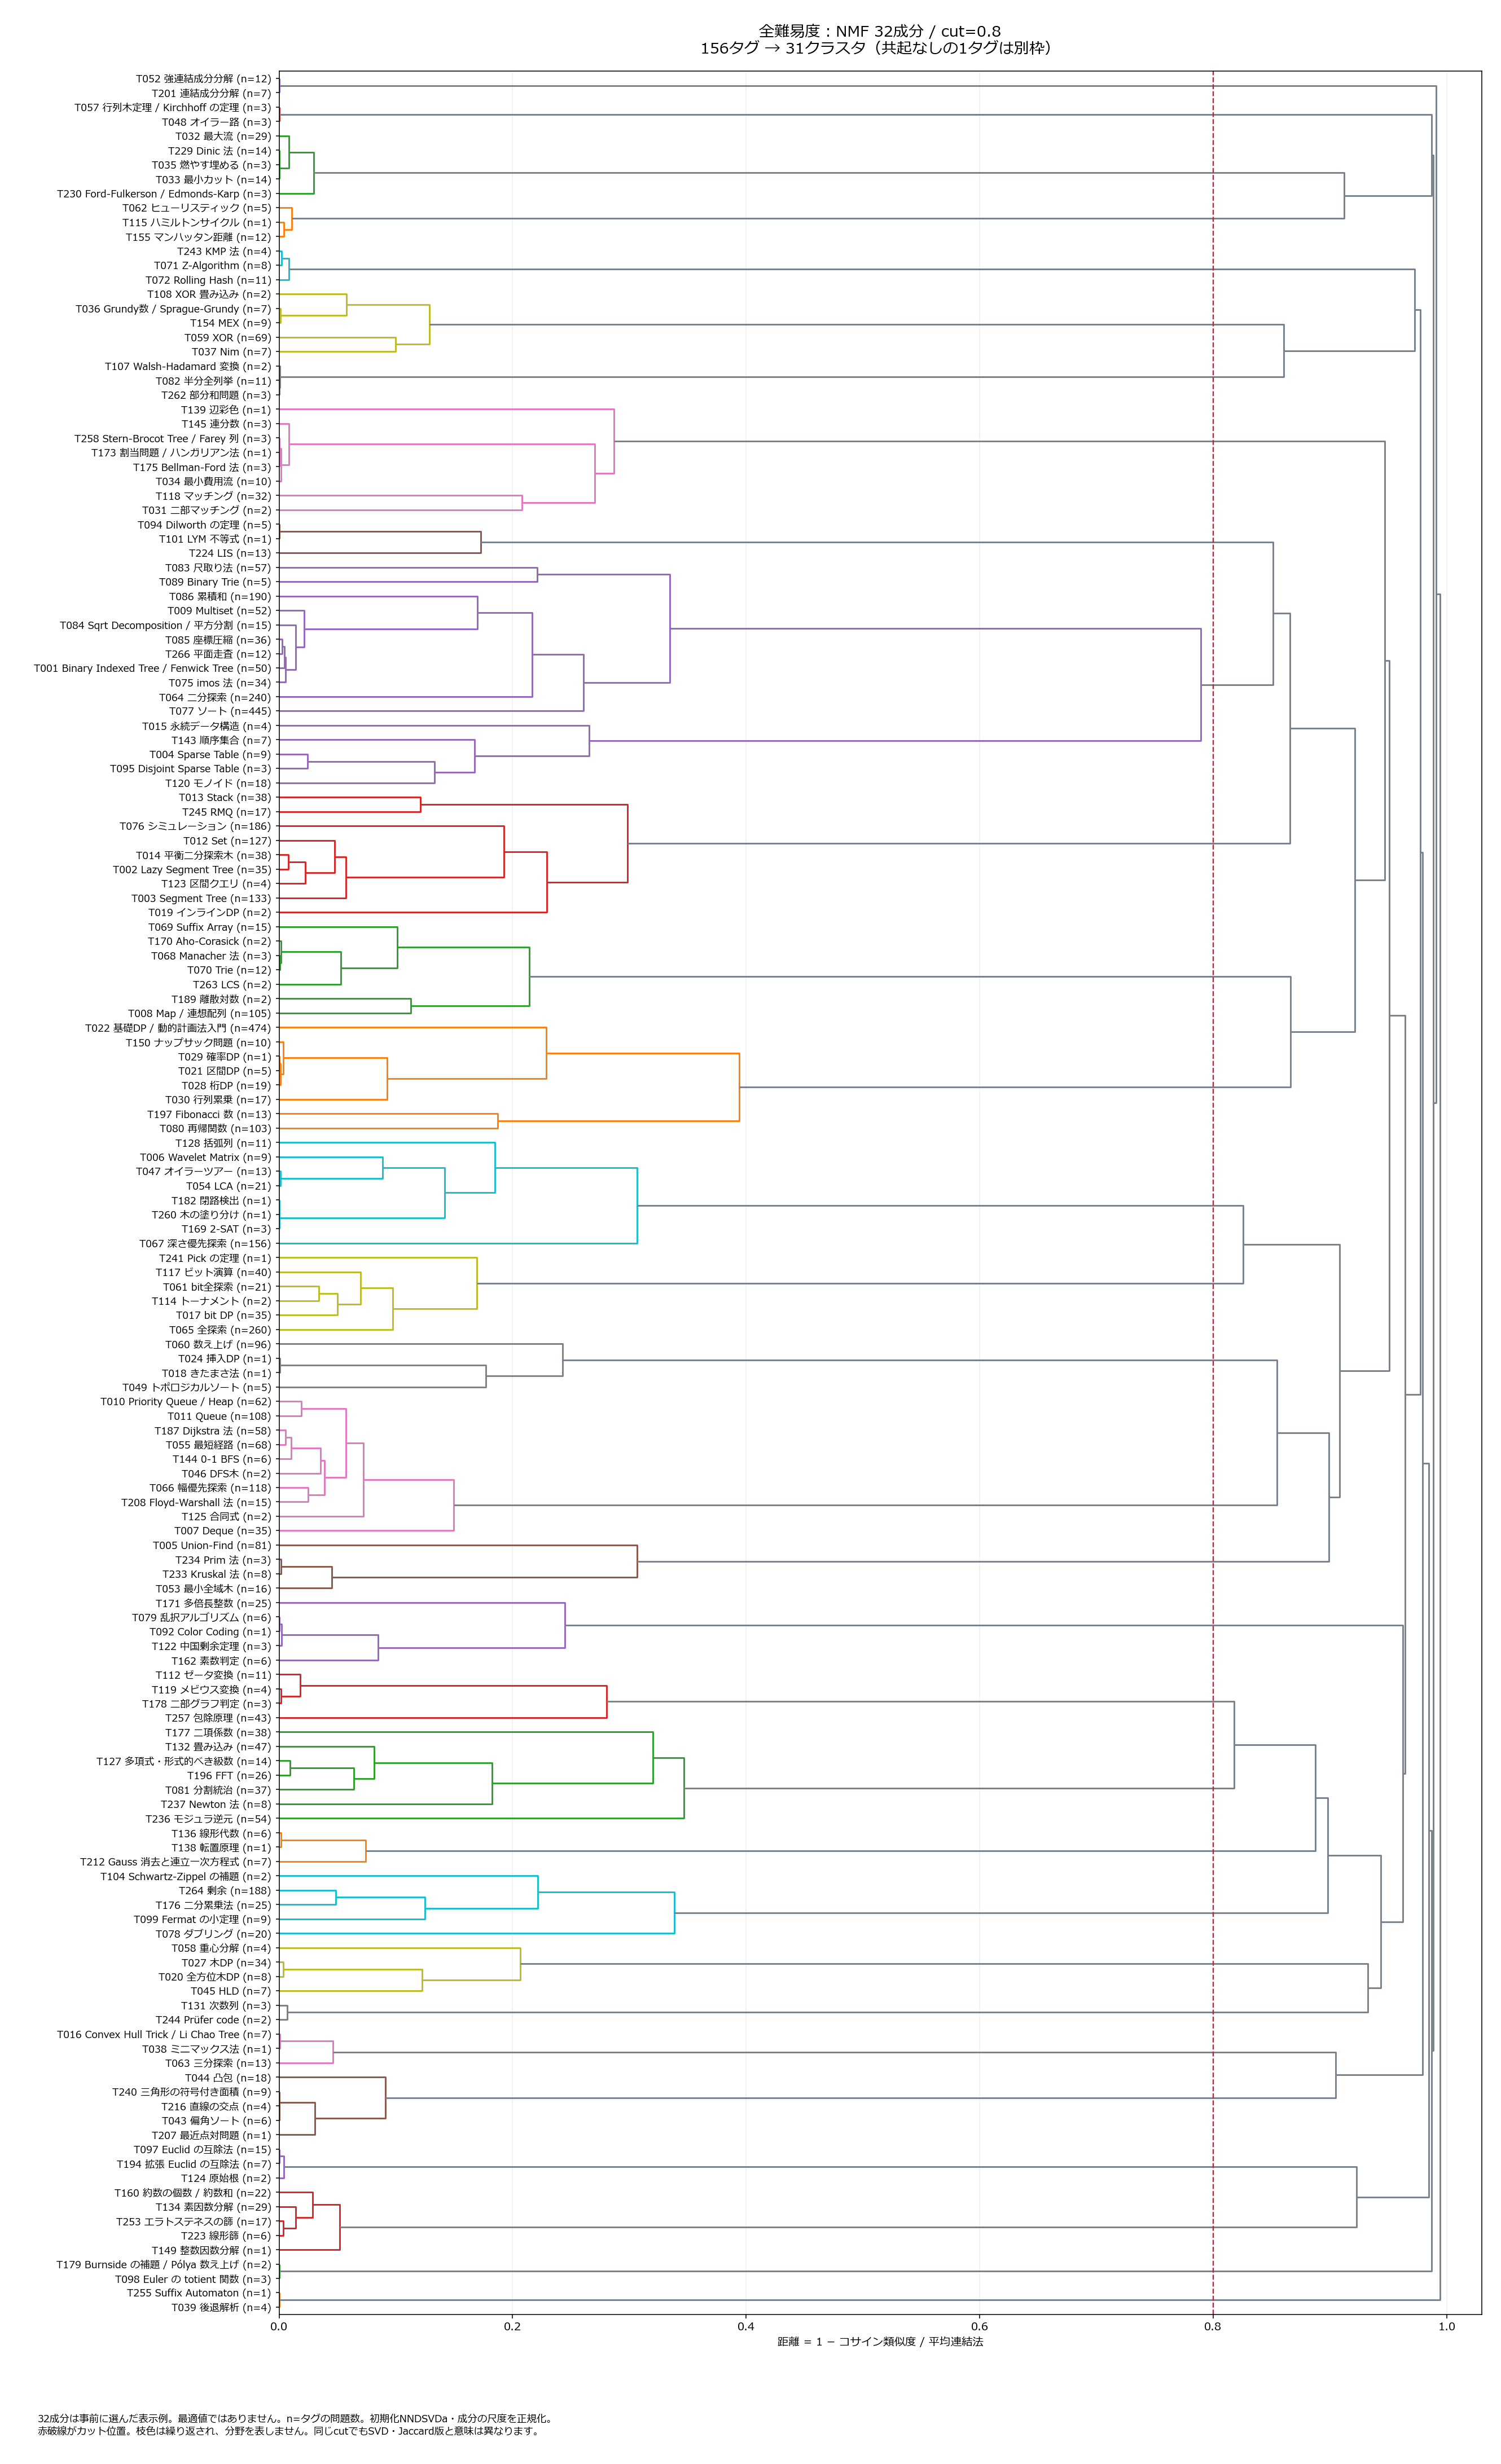 全難易度：NMF 32成分 / cut=0.8
156タグ → 31クラスタ（共起なしの1タグは別枠）
T052 強連結成分分解 (n=12)
T201 連結成分分解 (n=7)
T057 行列木定理 / Kirchhoff の定理 (n=3)
T048 オイラー路 (n=3)
T032 最大流 (n=29)
T229 Dinic 法 (n=14)
T035 燃やす埋める (n=3)
T033 最小カット (n=14)
T230 Ford-Fulkerson / Edmonds-Karp (n=3)
T062 ヒューリスティック (n=5)
T115 ハミルトンサイクル (n=1)
T155 マンハッタン距離 (n=12)
T243 KMP 法 (n=4)
T071 Z-Algorithm (n=8)
T072 Rolling Hash (n=11)
T108 XOR 畳み込み (n=2)
T036 Grundy数 / Sprague-Grundy (n=7)
T154 MEX (n=9)
T059 XOR (n=69)
T037 Nim (n=7)
T107 Walsh-Hadamard 変換 (n=2)
T082 半分全列挙 (n=11)
T262 部分和問題 (n=3)
T139 辺彩色 (n=1)
T145 連分数 (n=3)
T258 Stern-Brocot Tree / Farey 列 (n=3)
T173 割当問題 / ハンガリアン法 (n=1)
T175 Bellman-Ford 法 (n=3)
T034 最小費用流 (n=10)
T118 マッチング (n=32)
T031 二部マッチング (n=2)
T094 Dilworth の定理 (n=5)
T101 LYM 不等式 (n=1)
T224 LIS (n=13)
T083 尺取り法 (n=57)
T089 Binary Trie (n=5)
T086 累積和 (n=190)
T009 Multiset (n=52)
T084 Sqrt Decomposition / 平方分割 (n=15)
T085 座標圧縮 (n=36)
T266 平面走査 (n=12)
T001 Binary Indexed Tree / Fenwick Tree (n=50)
T075 imos 法 (n=34)
T064 二分探索 (n=240)
T077 ソート (n=445)
T015 永続データ構造 (n=4)
T143 順序集合 (n=7)
T004 Sparse Table (n=9)
T095 Disjoint Sparse Table (n=3)
T120 モノイド (n=18)
T013 Stack (n=38)
T245 RMQ (n=17)
T076 シミュレーション (n=186)
T012 Set (n=127)
T014 平衡二分探索木 (n=38)
T002 Lazy Segment Tree (n=35)
T123 区間クエリ (n=4)
T003 Segment Tree (n=133)
T019 インラインDP (n=2)
T069 Suffix Array (n=15)
T170 Aho-Corasick (n=2)
T068 Manacher 法 (n=3)
T070 Trie (n=12)
T263 LCS (n=2)
T189 離散対数 (n=2)
T008 Map / 連想配列 (n=105)
T022 基礎DP / 動的計画法入門 (n=474)
T150 ナップサック問題 (n=10)
T029 確率DP (n=1)
T021 区間DP (n=5)
T028 桁DP (n=19)
T030 行列累乗 (n=17)
T197 Fibonacci 数 (n=13)
T080 再帰関数 (n=103)
T128 括弧列 (n=11)
T006 Wavelet Matrix (n=9)
T047 オイラーツアー (n=13)
T054 LCA (n=21)
T182 閉路検出 (n=1)
T260 木の塗り分け (n=1)
T169 2-SAT (n=3)
T067 深さ優先探索 (n=156)
T241 Pick の定理 (n=1)
T117 ビット演算 (n=40)
T061 bit全探索 (n=21)
T114 トーナメント (n=2)
T017 bit DP (n=35)
T065 全探索 (n=260)
T060 数え上げ (n=96)
T024 挿入DP (n=1)
T018 きたまさ法 (n=1)
T049 トポロジカルソート (n=5)
T010 Priority Queue / Heap (n=62)
T011 Queue (n=108)
T187 Dijkstra 法 (n=58)
T055 最短経路 (n=68)
T144 0-1 BFS (n=6)
T046 DFS木 (n=2)
T066 幅優先探索 (n=118)
T208 Floyd-Warshall 法 (n=15)
T125 合同式 (n=2)
T007 Deque (n=35)
T005 Union-Find (n=81)
T234 Prim 法 (n=3)
T233 Kruskal 法 (n=8)
T053 最小全域木 (n=16)
T171 多倍長整数 (n=25)
T079 乱択アルゴリズム (n=6)
T092 Color Coding (n=1)
T122 中国剰余定理 (n=3)
T162 素数判定 (n=6)
T112 ゼータ変換 (n=11)
T119 メビウス変換 (n=4)
T178 二部グラフ判定 (n=3)
T257 包除原理 (n=43)
T177 二項係数 (n=38)
T132 畳み込み (n=47)
T127 多項式・形式的べき級数 (n=14)
T196 FFT (n=26)
T081 分割統治 (n=37)
T237 Newton 法 (n=8)
T236 モジュラ逆元 (n=54)
T136 線形代数 (n=6)
T138 転置原理 (n=1)
T212 Gauss 消去と連立一次方程式 (n=7)
T104 Schwartz-Zippel の補題 (n=2)
T264 剰余 (n=188)
T176 二分累乗法 (n=25)
T099 Fermat の小定理 (n=9)
T078 ダブリング (n=20)
T058 重心分解 (n=4)
T027 木DP (n=34)
T020 全方位木DP (n=8)
T045 HLD (n=7)
T131 次数列 (n=3)
T244 Prüfer code (n=2)
T016 Convex Hull Trick / Li Chao Tree (n=7)
T038 ミニマックス法 (n=1)
T063 三分探索 (n=13)
T044 凸包 (n=18)
T240 三角形の符号付き面積 (n=9)
T216 直線の交点 (n=4)
T043 偏角ソート (n=6)
T207 最近点対問題 (n=1)
T097 Euclid の互除法 (n=15)
T194 拡張 Euclid の互除法 (n=7)
T124 原始根 (n=2)
T160 約数の個数 / 約数和 (n=22)
T134 素因数分解 (n=29)
T253 エラトステネスの篩 (n=17)
T223 線形篩 (n=6)
T149 整数因数分解 (n=1)
T179 Burnside の補題 / Pólya 数え上げ (n=2)
T098 Euler の totient 関数 (n=3)
T255 Suffix Automaton (n=1)
T039 後退解析 (n=4)
0.0 0.2 0.4 0.6 0.8 1.0
距離 = 1 − コサイン類似度 / 平均連結法
32成分は事前に選んだ表示例。最適値ではありません。n=タグの問題数。初期化NNDSVDa・成分の尺度を正規化。
赤破線がカット位置。枝色は繰り返され、分野を表しません。同じcutでもSVD・Jaccard版と意味は異なります。